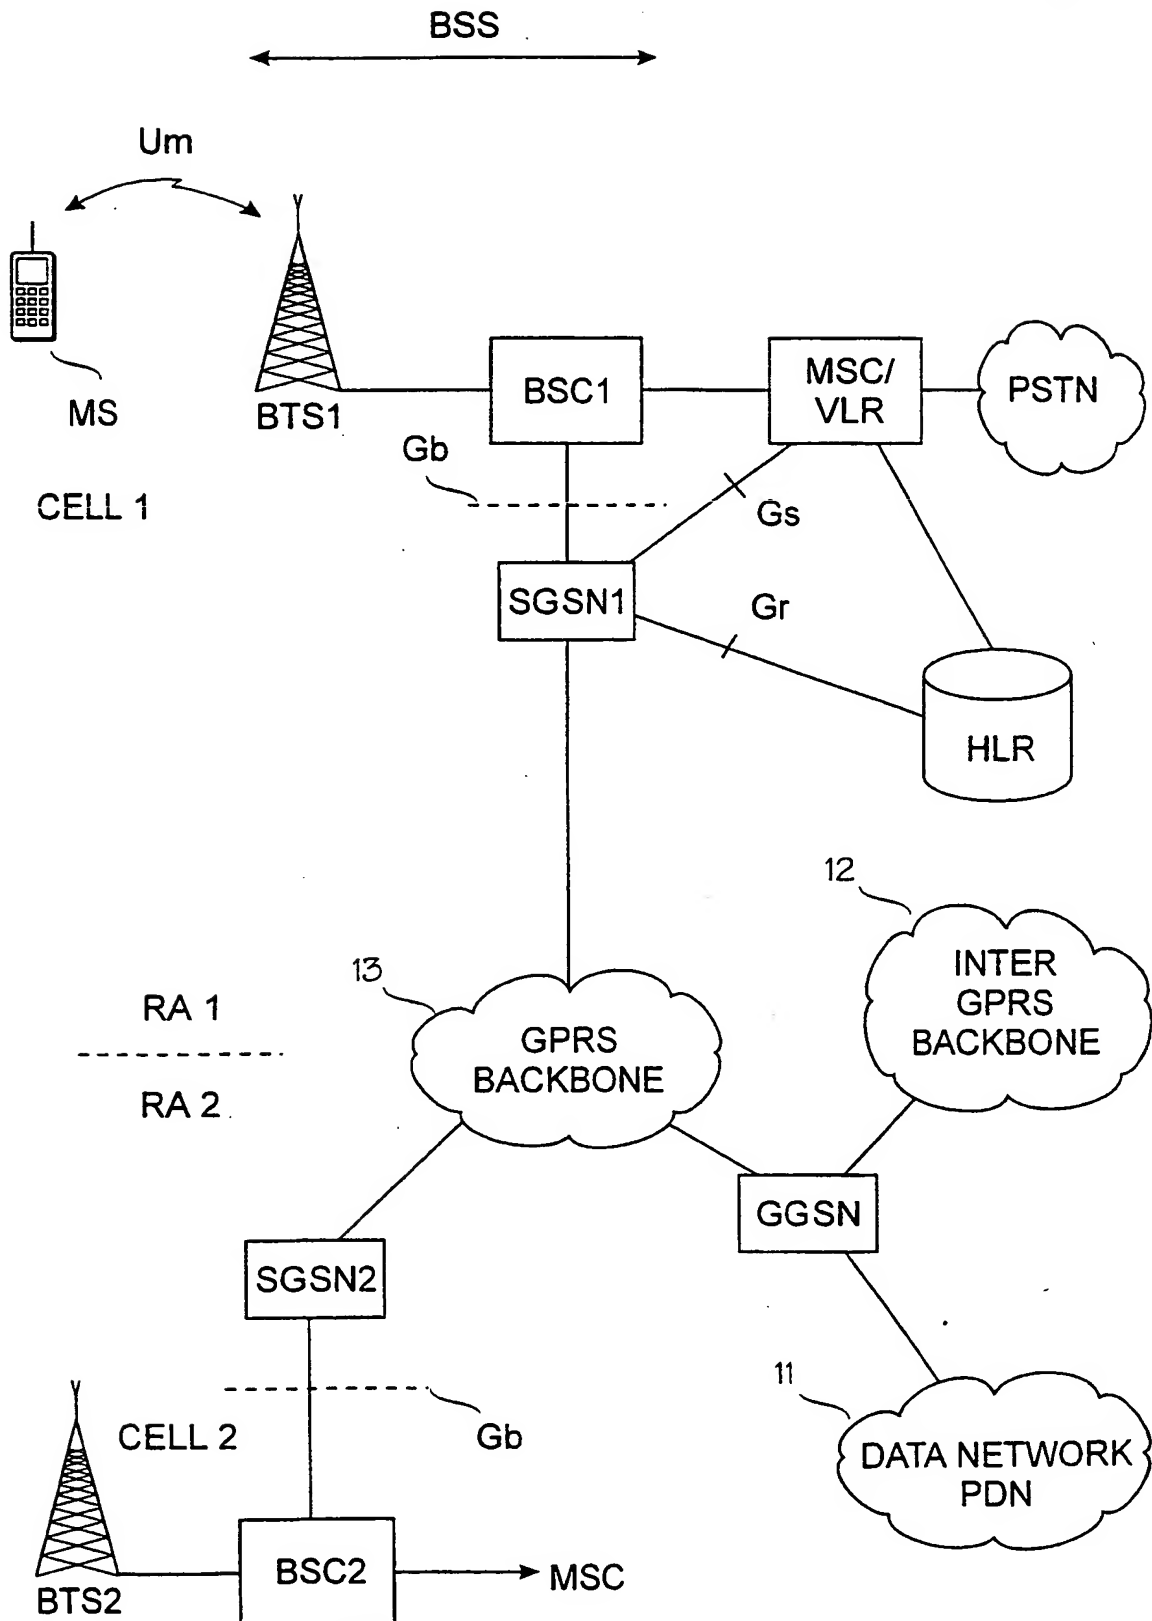 BSS
Um
MS
BTS1
BSC1
MSC/
VLR
PSTN
CELL 1
Gb
Gs
SGSN1
Gr
HLR
12
13
INTER
GPRS
BACKBONE
RA 1
GPRS
BACKBONE
RA 2
GGSN
SGSN2
11
CELL 2
Gb
DATA NETWORK
PDN
BTS2
BSC2
MSC